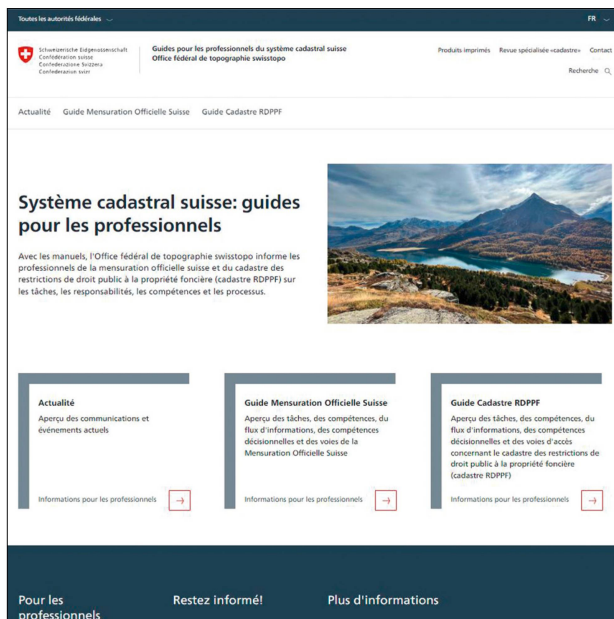 Toutes les autorités fédérales
FR
Schweizerische Eidgenossenschaft
Confédération suisse
Confederazione Svizzera
Confederaziun svizra
Guides pour les professionnels du système cadastral suisse
Office fédéral de topographie swisstopo
Produits imprimés Revue spécialisée «cadastre» Contact
Recherche
Actualité Guide Mensuration Officielle Suisse Guide Cadastre RDPPF
Système cadastral suisse: guides
pour les professionnels
Avec les manuels, l'Office fédéral de topographie swisstopo informe les
professionnels de la mensuration officielle suisse et du cadastre des
restrictions de droit public à la propriété foncière (cadastre RDPPF) sur
les tâches, les responsabilités, les compétences et les processus.
Actualité
Aperçu des communications et
événements actuels
Informations pour les professionnels
Guide Mensuration Officielle Suisse
Aperçu des tâches, des compétences, du
flux d'informations, des compétences
décisionnelles et des voies de la
Mensuration Officielle Suisse
Informations pour les professionnels
Guide Cadastre RDPPF
Aperçu des tâches, des compétences, du
flux d'informations, des compétences
décisionnelles et des voies d'accès
concernant le cadastre des restrictions de
droit public à la propriété foncière
(cadastre RDPPF)
Informations pour les professionnels
Pour les
professionnels
Restez informé!
Plus d'informations